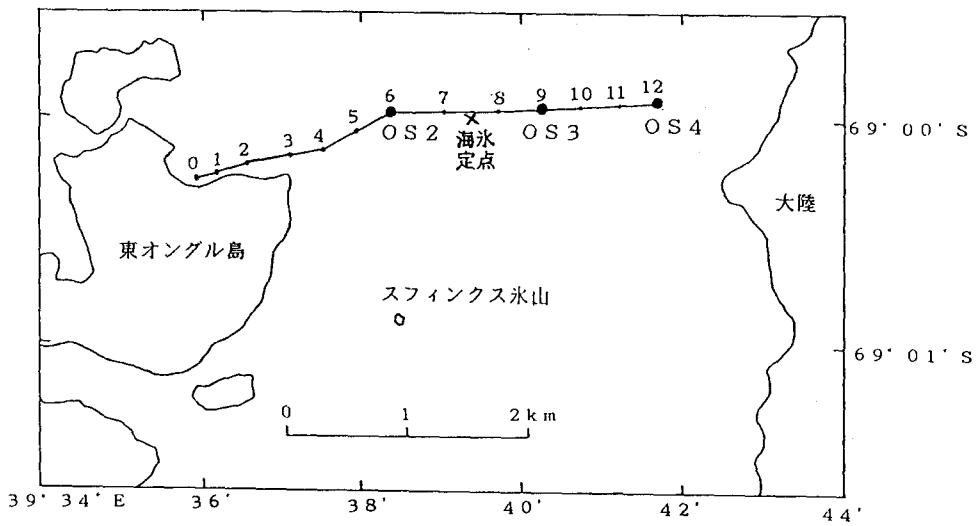 0 1 2 3 4 5 6 7 8 9 10 11 12
OS2
OS3
OS4
海氷
定点
69° 00' S
大陸
東オングル島
スフィンクス氷山
69° 01' S
0 1 2km
39° 34' E 36' 38' 40' 42' 44'